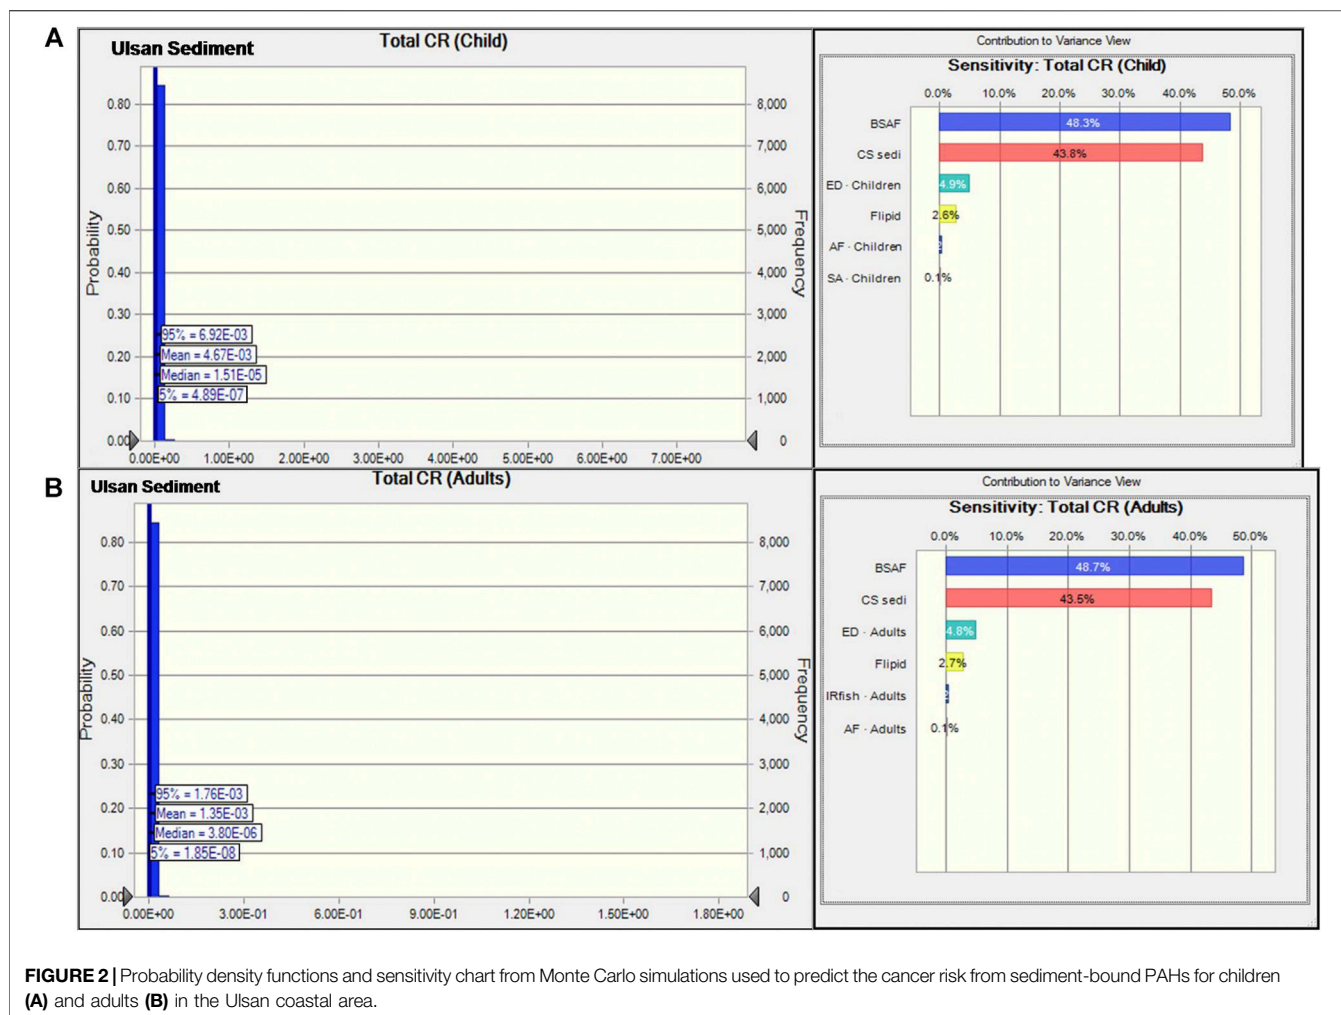 A
Ulsan Sediment
Total CR (Child)
Probability
0.80
0.70
0.60
0.50
0.40
0.30
0.20
0.10
0.00
8,000
7,000
6,000
5,000
4,000
3,000
2,000
1,000
0
Frequency
95% = 6.92E-03
Mean = 4.67E-03
Median = 1.51E-05
5% = 4.89E-07
0.00E+00 1.00E+00 2.00E+00 3.00E+00 4.00E+00 5.00E+00 6.00E+00 7.00E+00
Contribution to Variance View
Sensitivity: Total CR (Child)
0.0% 10.0% 20.0% 30.0% 40.0% 50.0%
BSAF 48.3%
CS sedi 43.8%
ED - Children 4.9%
Flipid 2.6%
AF - Children
SA - Children 0.1%
B
Ulsan Sediment
Total CR (Adults)
Probability
0.80
0.70
0.60
0.50
0.40
0.30
0.20
0.10
0.00
8,000
7,000
6,000
5,000
4,000
3,000
2,000
1,000
0
Frequency
95% = 1.76E-03
Mean = 1.35E-03
Median = 3.80E-06
5% = 1.85E-08
0.00E+00 3.00E-01 6.00E-01 9.00E-01 1.20E+00 1.50E+00 1.80E+00
Contribution to Variance View
Sensitivity: Total CR (Adults)
0.0% 10.0% 20.0% 30.0% 40.0% 50.0%
BSAF 48.7%
CS sedi 43.5%
ED - Adults 4.8%
Flipid 2.7%
IRfish - Adults
AF - Adults 0.1%
FIGURE 2 | Probability density functions and sensitivity chart from Monte Carlo simulations used to predict the cancer risk from sediment-bound PAHs for children
(A) and adults (B) in the Ulsan coastal area.